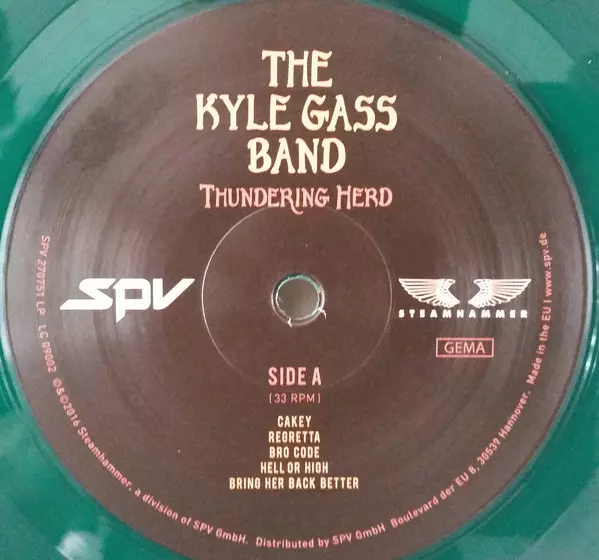 THE
KYLE GASS
BAND
THUNDERING HERD
spv
STEAMHAMMER
GEMA
SIDE A
[33 RPM]
CAKEY
REGRETTA
BRO CODE
HELL OR HIGH
BRING HER BACK BETTER
SPV 270751 LP LC 09002 ℗&©2016 Steamhammer, a division of SPV GmbH. Distributed by SPV GmbH Boulevard der EU 8, 30539 Hannover. Made in the EU I www.spv.de